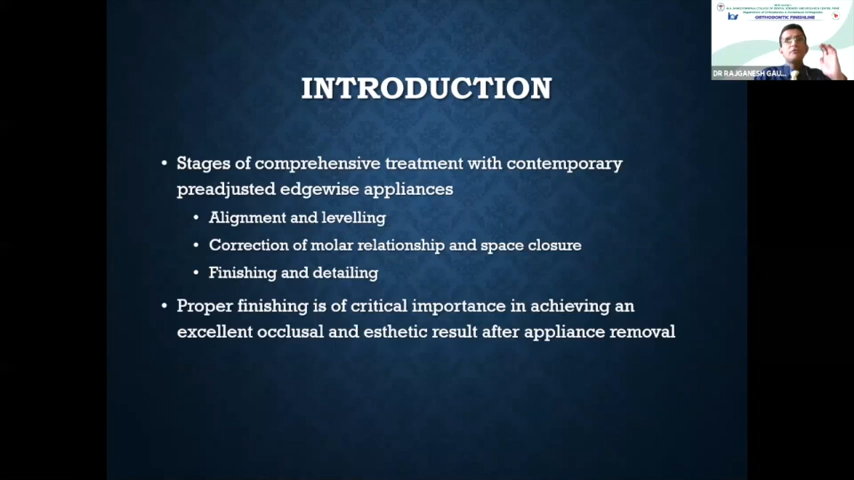 INTRODUCTION
• Stages of comprehensive treatment with contemporary
preadjusted edgewise appliances
• Alignment and levelling
• Correction of molar relationship and space closure
• Finishing and detailing
• Proper finishing is of critical importance in achieving an
excellent occlusal and esthetic result after appliance removal
ORTHODONTIC FINISHLINE
DR RAJGANESH GAU...